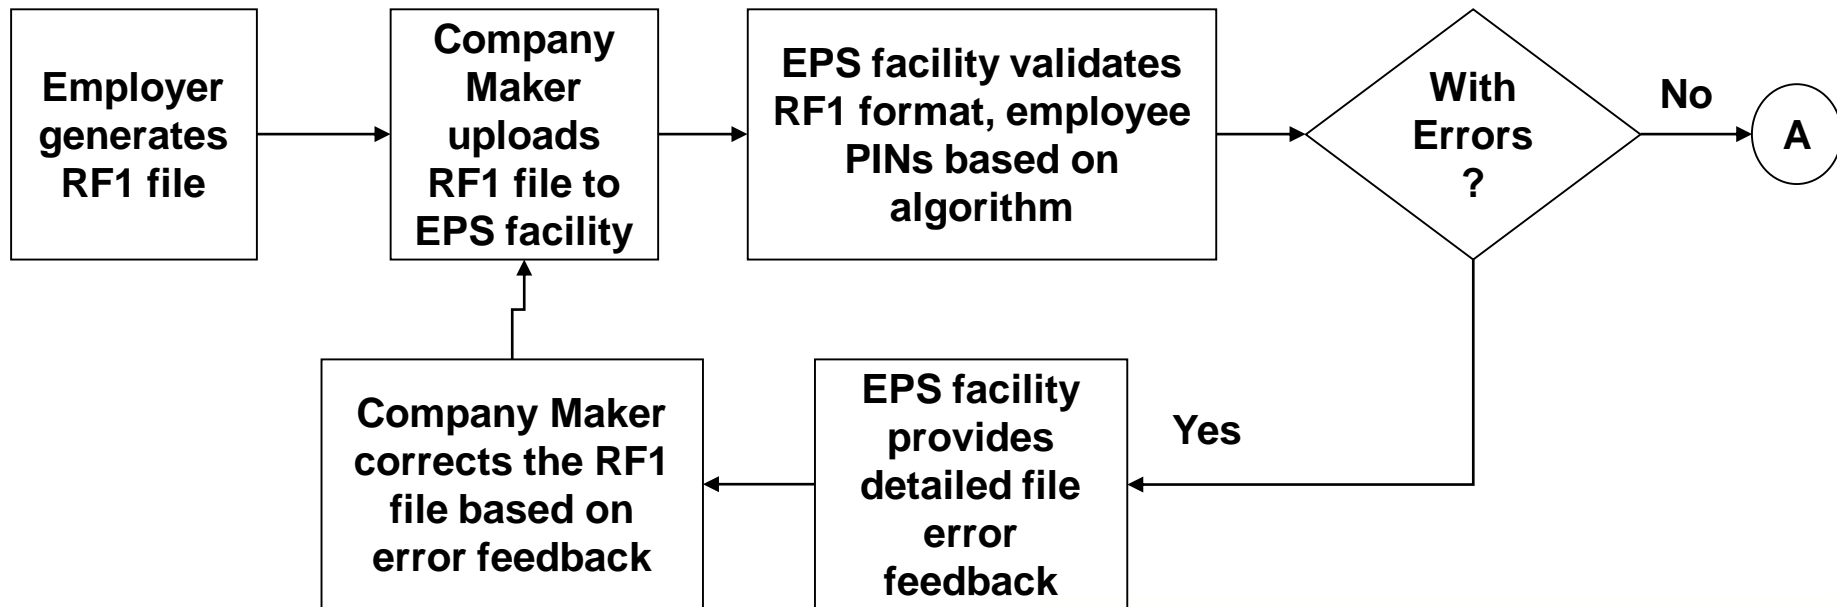 Employer
generates
RF1 file
Company
Maker
uploads
RF1 file to
EPS facility
EPS facility validates
RF1 format, employee
PINs based on
algorithm
With
Errors
?
No
A
Yes
EPS facility
provides
detailed file
error
feedback
Company Maker
corrects the RF1
file based on
error feedback